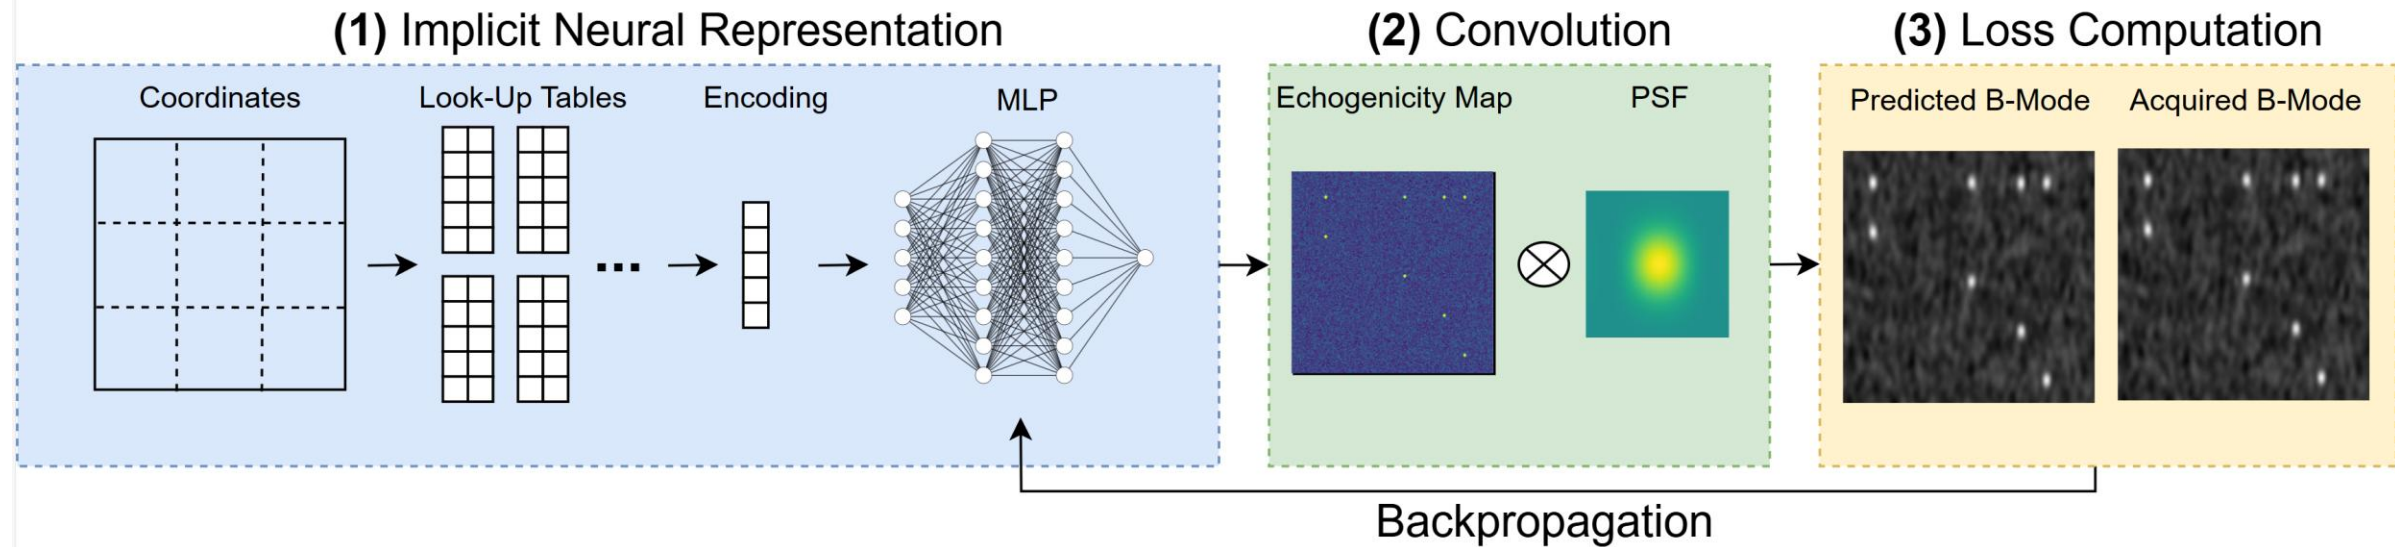 (1) Implicit Neural Representation
(2) Convolution
(3) Loss Computation
Coordinates
Look-Up Tables
Encoding
MLP
Echogenicity Map
PSF
Predicted B-Mode
Acquired B-Mode
...
Backpropagation